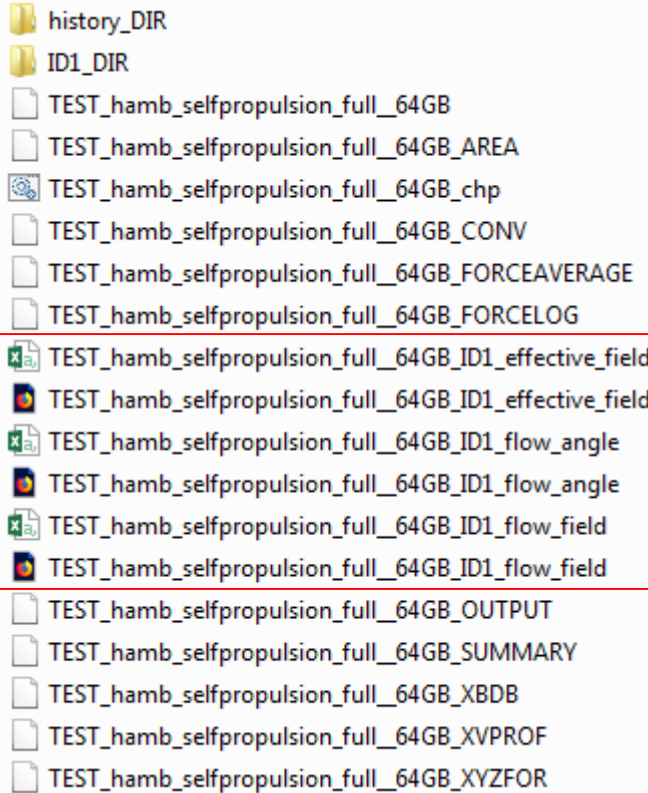 history_DIR
ID1_DIR
TEST_hamb_selfpropulsion_full__64GB
TEST_hamb_selfpropulsion_full__64GB_AREA
TEST_hamb_selfpropulsion_full__64GB_chp
TEST_hamb_selfpropulsion_full__64GB_CONV
TEST_hamb_selfpropulsion_full__64GB_FORCEAVERAGE
TEST_hamb_selfpropulsion_full__64GB_FORCELOG
TEST_hamb_selfpropulsion_full__64GB_ID1_effective_field
TEST_hamb_selfpropulsion_full__64GB_ID1_effective_field
TEST_hamb_selfpropulsion_full__64GB_ID1_flow_angle
TEST_hamb_selfpropulsion_full__64GB_ID1_flow_angle
TEST_hamb_selfpropulsion_full__64GB_ID1_flow_field
TEST_hamb_selfpropulsion_full__64GB_ID1_flow_field
TEST_hamb_selfpropulsion_full__64GB_OUTPUT
TEST_hamb_selfpropulsion_full__64GB_SUMMARY
TEST_hamb_selfpropulsion_full__64GB_XBDB
TEST_hamb_selfpropulsion_full__64GB_XVPROF
TEST_hamb_selfpropulsion_full__64GB_XYZFOR